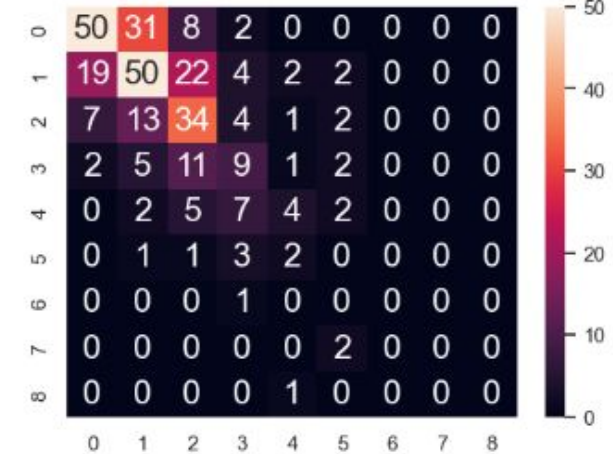 0 50 31 8 2 0 0 0 0 0
1 19 50 22 4 2 2 0 0 0
2 7 13 34 4 1 2 0 0 0
3 2 5 11 9 1 2 0 0 0
4 0 2 5 7 4 2 0 0 0
5 0 1 1 3 2 0 0 0 0
6 0 0 0 1 0 0 0 0 0
7 0 0 0 0 0 2 0 0 0
8 0 0 0 0 1 0 0 0 0
0 1 2 3 4 5 6 7 8
50
40
30
20
10
0